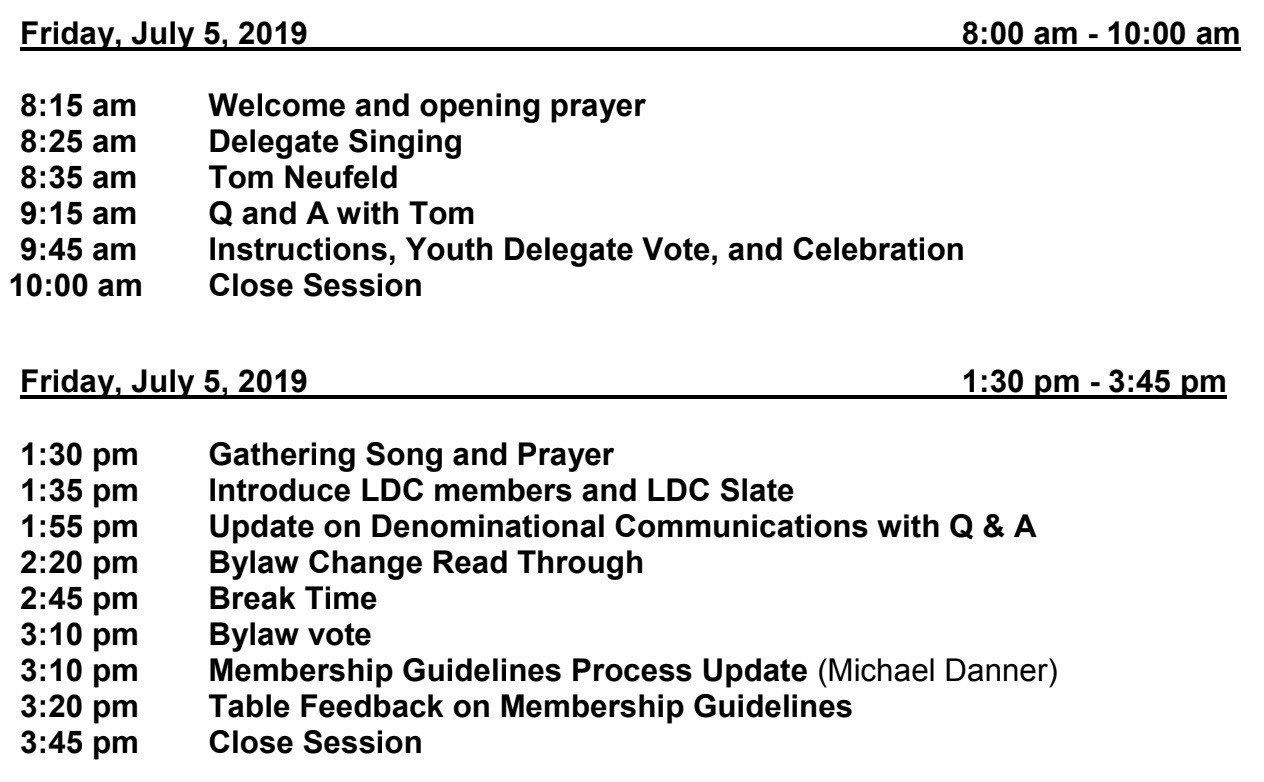 Friday, July 5, 2019 8:00 am - 10:00 am
8:15 am Welcome and opening prayer
8:25 am Delegate Singing
8:35 am Tom Neufeld
9:15 am Q and A with Tom
9:45 am Instructions, Youth Delegate Vote, and Celebration
10:00 am Close Session
Friday, July 5, 2019 1:30 pm - 3:45 pm
1:30 pm Gathering Song and Prayer
1:35 pm Introduce LDC members and LDC Slate
1:55 pm Update on Denominational Communications with Q & A
2:20 pm Bylaw Change Read Through
2:45 pm Break Time
3:10 pm Bylaw vote
3:10 pm Membership Guidelines Process Update (Michael Danner)
3:20 pm Table Feedback on Membership Guidelines
3:45 pm Close Session